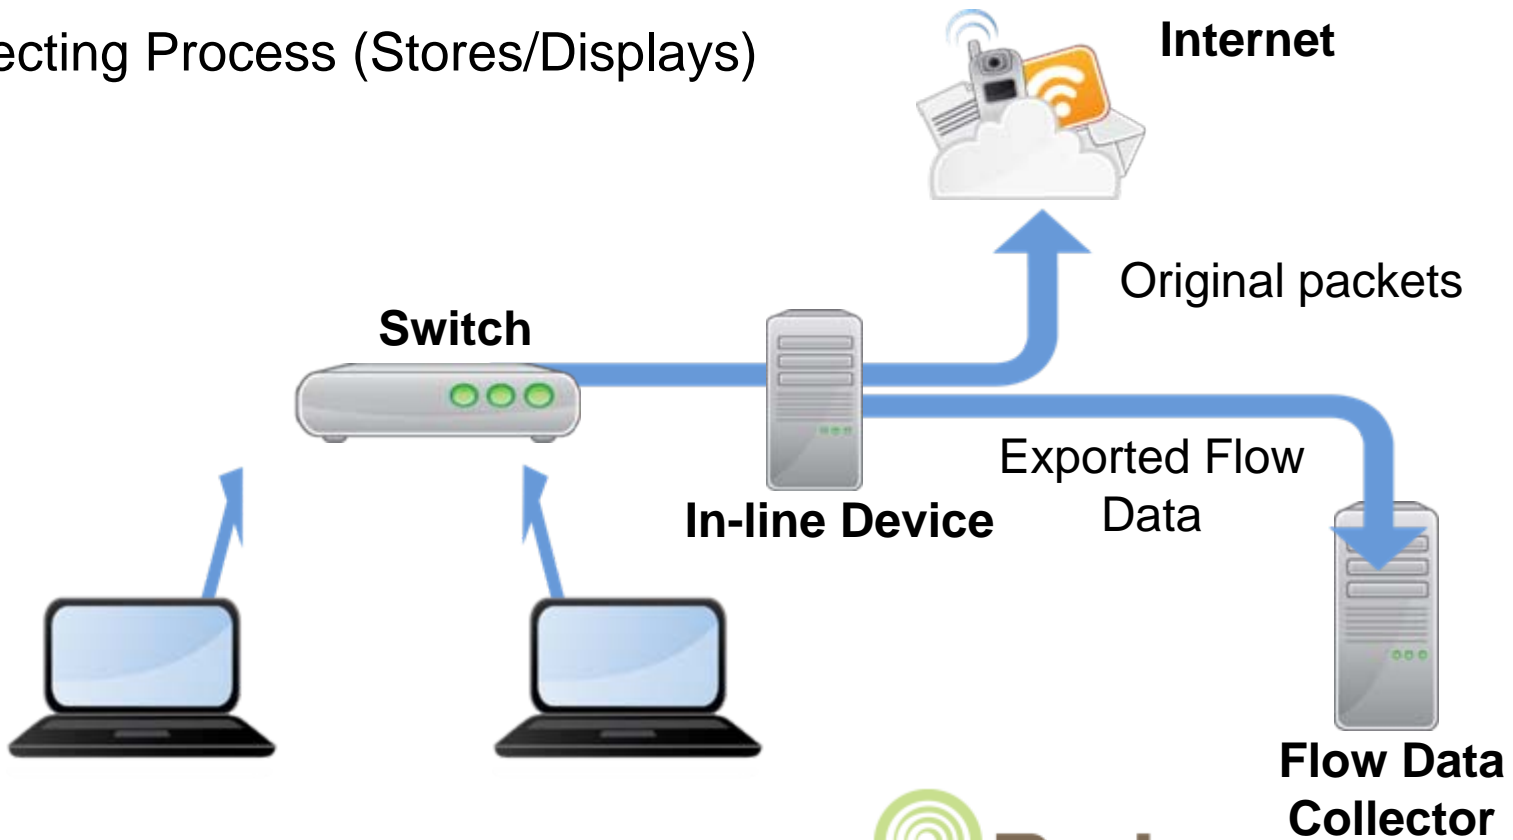 ecting Process (Stores/Displays)
Internet
Original packets
Switch
Exported Flow
Data
In-line Device
Flow Data
Collector